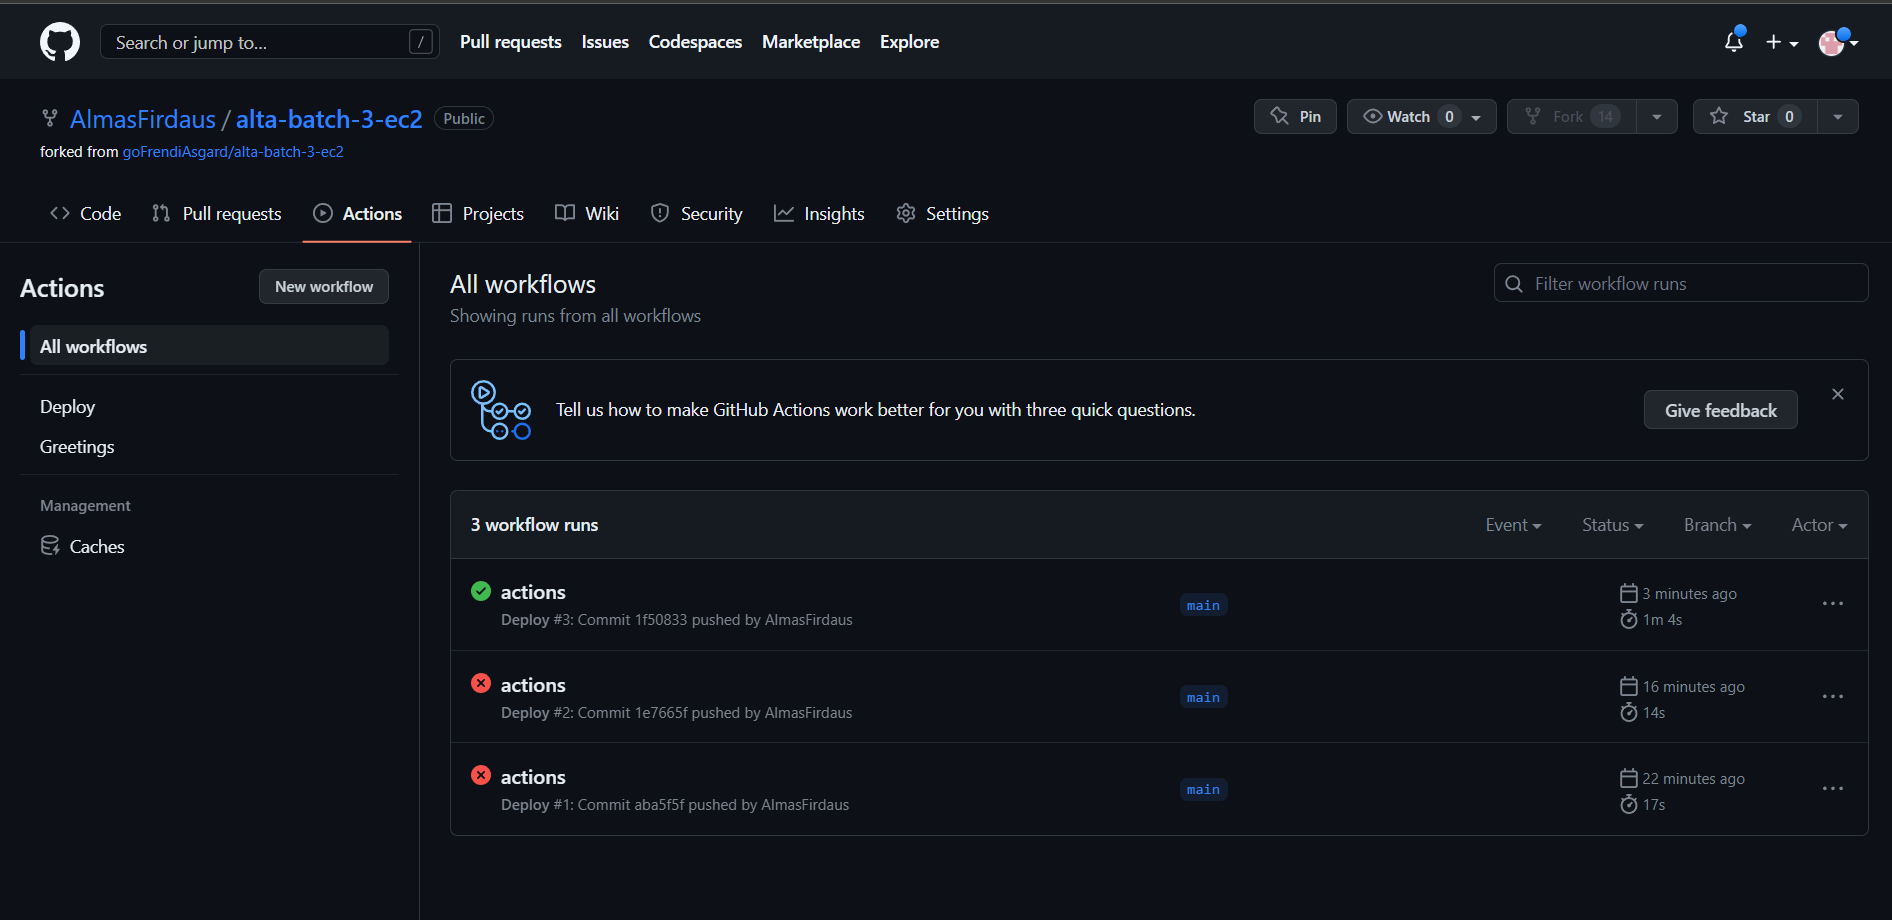 Search or jump to... /
Pull requests Issues Codespaces Marketplace Explore
AlmasFirdaus / alta-batch-3-ec2 Public
Pin Watch 0 Fork 14 Star 0
forked from goFrendiAsgard/alta-batch-3-ec2
Code Pull requests Actions Projects Wiki Security Insights Settings
Actions New workflow
All workflows
Deploy
Greetings
Management
Caches
All workflows
Showing runs from all workflows
Filter workflow runs
Tell us how to make GitHub Actions work better for you with three quick questions.
Give feedback
3 workflow runs Event Status Branch Actor
actions
Deploy #3: Commit 1f50833 pushed by AlmasFirdaus
main
3 minutes ago
1m 4s
actions
Deploy #2: Commit 1e7665f pushed by AlmasFirdaus
main
16 minutes ago
14s
actions
Deploy #1: Commit aba5f5f pushed by AlmasFirdaus
main
22 minutes ago
17s